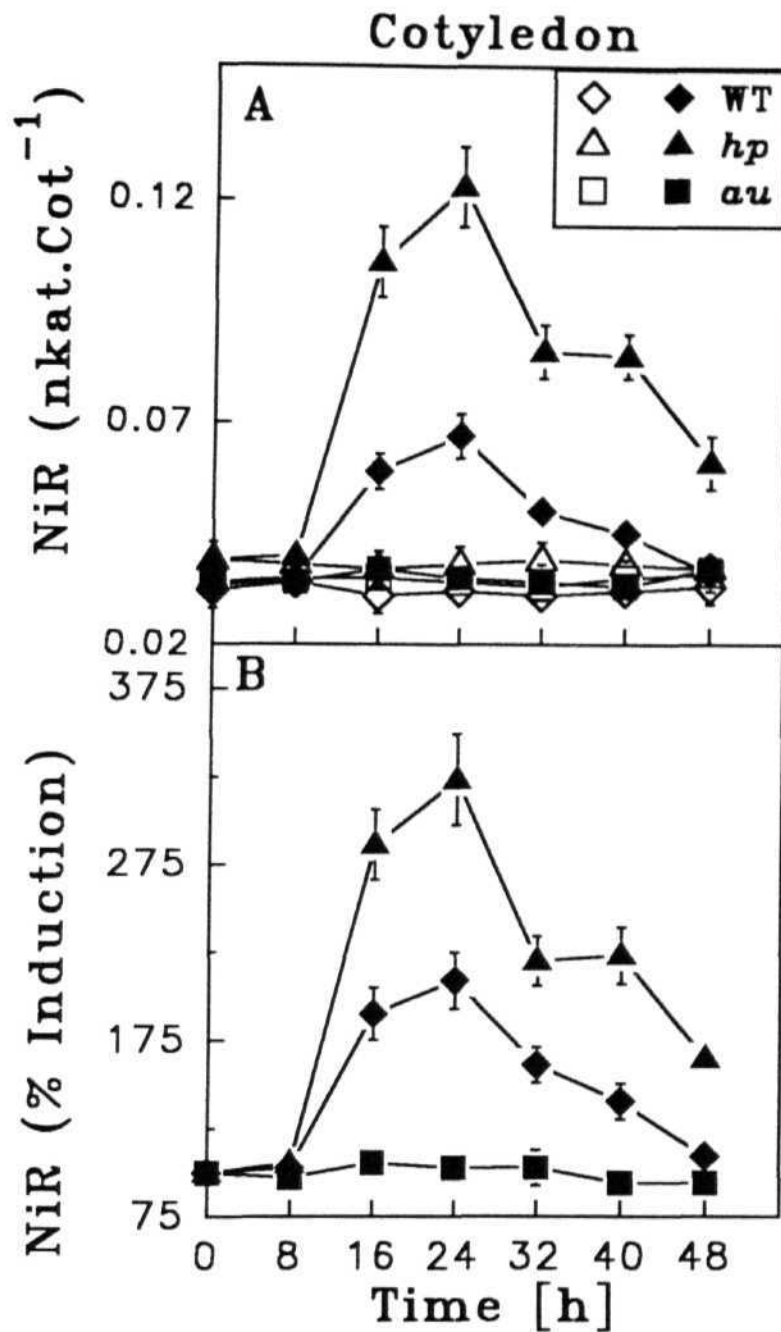 Cotyledon
A
WT
hp
au
NiR (nkat.Cot⁻¹)
0.12
0.07
0.02
B
NiR (% Induction)
375
275
175
75
0 8 16 24 32 40 48
Time [h]